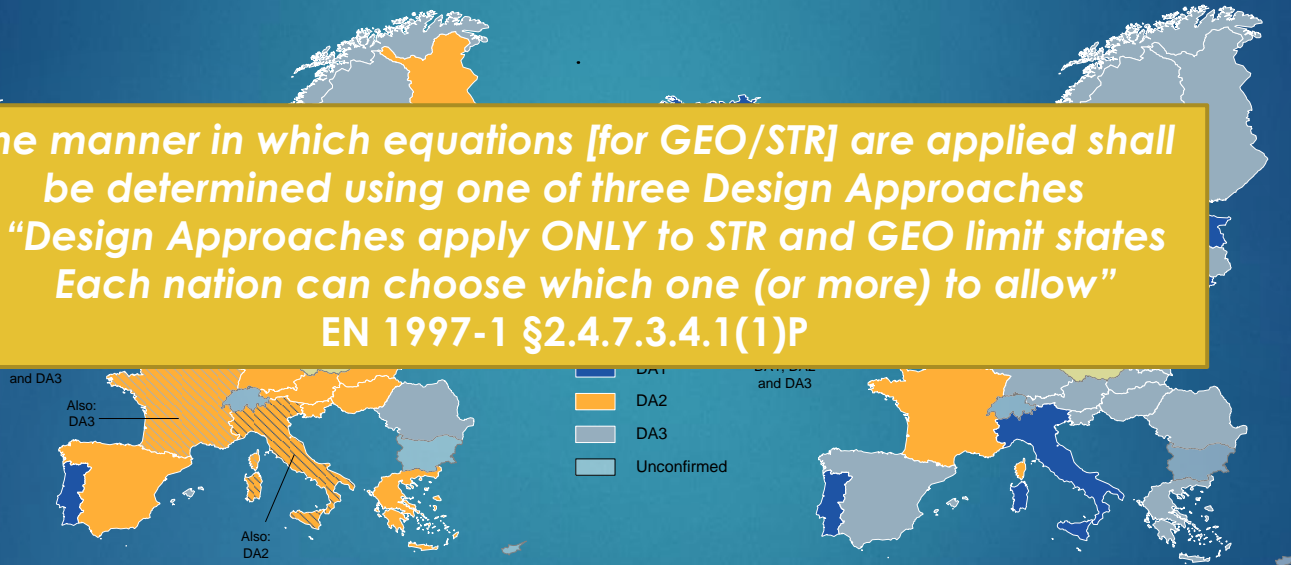 he manner in which equations [for GEO/STR] are applied shall
be determined using one of three Design Approaches
“Design Approaches apply ONLY to STR and GEO limit states
Each nation can choose which one (or more) to allow”
EN 1997-1 §2.4.7.3.4.1(1)P
and DA3
Also:
DA3
Also:
DA2
DA1
DA2
DA3
Unconfirmed
DA1, DA2
and DA3